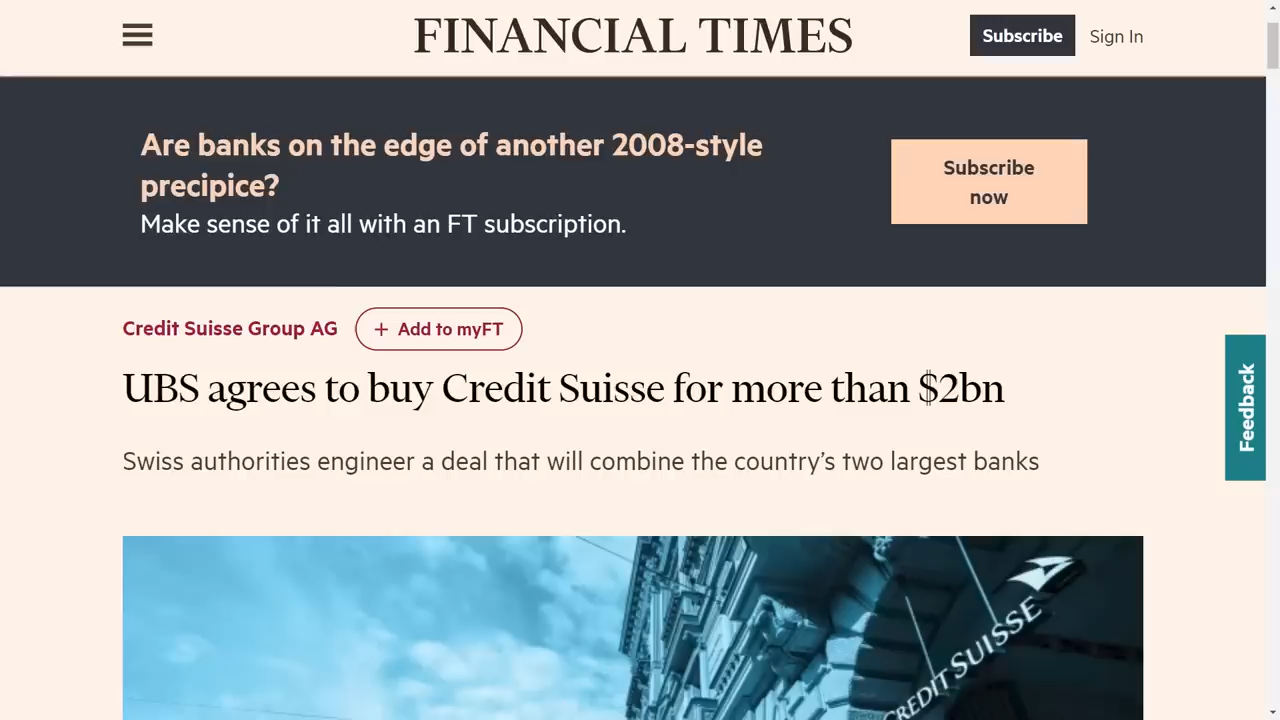 FINANCIAL TIMES
Subscribe
Sign In
Are banks on the edge of another 2008-style
precipice?
Make sense of it all with an FT subscription.
Subscribe
now
Credit Suisse Group AG
+ Add to myFT
UBS agrees to buy Credit Suisse for more than $2bn
Swiss authorities engineer a deal that will combine the country’s two largest banks
Feedback
CREDIT SUISSE